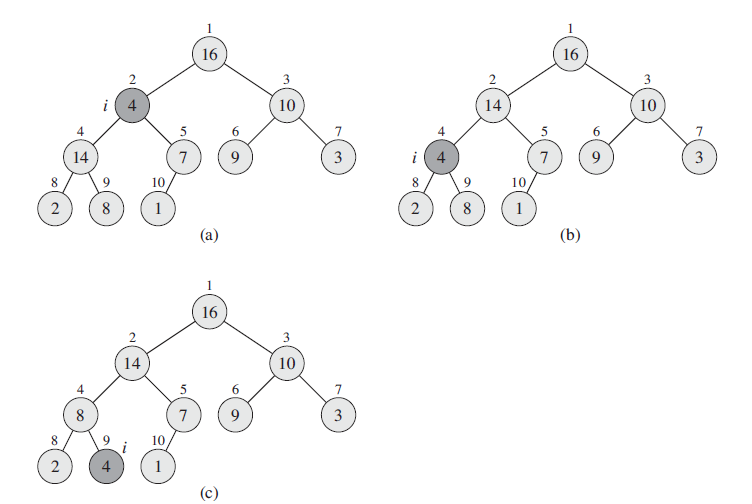 1 1
16 16
2 3 2 3
i 4 10 14 10
4 5 6 7 4 5 6 7
14 7 9 3 i 4 7 9 3
8 9 10 8 9 10
2 8 1 2 8 1
(a) (b)
1
16
2 3
14 10
4 5 6 7
8 7 9 3
8 9 i 10
2 4 1
(c)